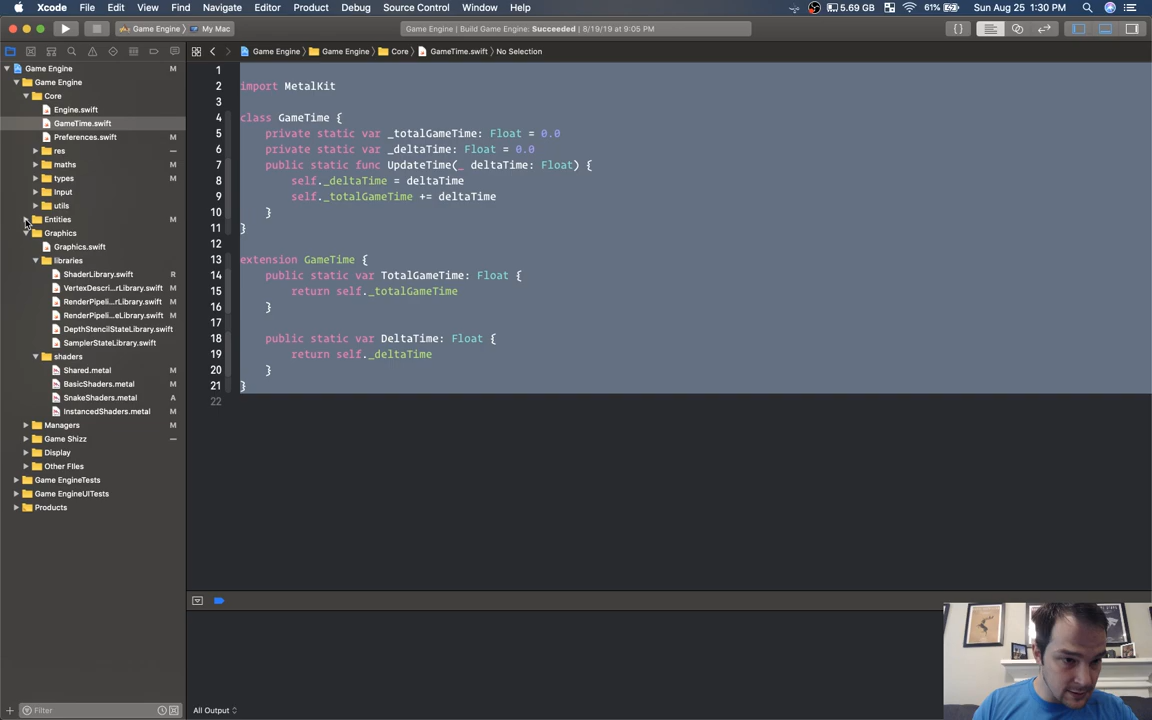 Xcode File Edit View Find Navigate Editor Product Debug Source Control Window Help 5.69 GB 61% Sun Aug 25 1:30 PM
Game Engine My Mac Game Engine | Build Game Engine: Succeeded | 8/19/19 at 9:05 PM
Game Engine Game Engine Core GameTime.swift No Selection
Game Engine M
Game Engine
Core
Engine.swift
GameTime.swift
Preferences.swift M
res
maths M
types M
Input
utils
Entities M
Graphics
Graphics.swift
libraries
ShaderLibrary.swift R
VertexDescri...rLibrary.swift M
RenderPipeli...rLibrary.swift M
RenderPipeli...eLibrary.swift M
DepthStencilStateLibrary.swift
SamplerStateLibrary.swift
shaders
Shared.metal M
BasicShaders.metal M
SnakeShaders.metal A
InstancedShaders.metal M
Managers M
Game Shizz
Display
Other FIles
Game EngineTests
Game EngineUITests
Products
Filter
1
2 import MetalKit
3
4 class GameTime {
5 private static var _totalGameTime: Float = 0.0
6 private static var _deltaTime: Float = 0.0
7 public static func UpdateTime(_ deltaTime: Float) {
8 self._deltaTime = deltaTime
9 self._totalGameTime += deltaTime
10 }
11 }
12
13 extension GameTime {
14 public static var TotalGameTime: Float {
15 return self._totalGameTime
16 }
17
18 public static var DeltaTime: Float {
19 return self._deltaTime
20 }
21 }
22
All Output